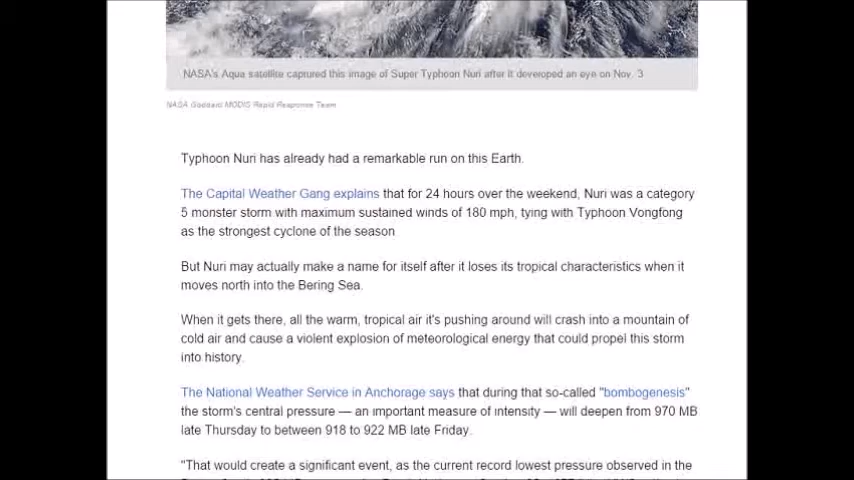 NASA's Aqua satellite captured this image of Super Typhoon Nuri after it developed an eye on Nov. 3
NASA Goddard MODIS Rapid Response Team
Typhoon Nuri has already had a remarkable run on this Earth.
The Capital Weather Gang explains that for 24 hours over the weekend, Nuri was a category
5 monster storm with maximum sustained winds of 180 mph, tying with Typhoon Vongfong
as the strongest cyclone of the season
But Nuri may actually make a name for itself after it loses its tropical characteristics when it
moves north into the Bering Sea.
When it gets there, all the warm, tropical air it's pushing around will crash into a mountain of
cold air and cause a violent explosion of meteorological energy that could propel this storm
into history.
The National Weather Service in Anchorage says that during that so-called "bombogenesis"
the storm's central pressure — an important measure of intensity — will deepen from 970 MB
late Thursday to between 918 to 922 MB late Friday.
"That would create a significant event, as the current record lowest pressure observed in the